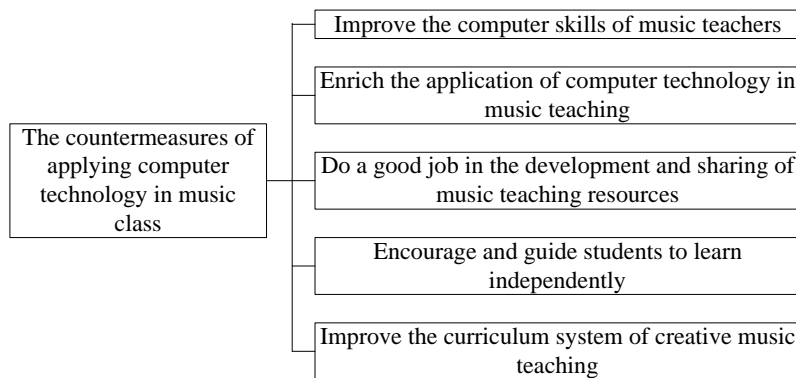 The countermeasures of
applying computer
technology in music
class
Improve the computer skills of music teachers
Enrich the application of computer technology in
music teaching
Do a good job in the development and sharing of
music teaching resources
Encourage and guide students to learn
independently
Improve the curriculum system of creative music
teaching